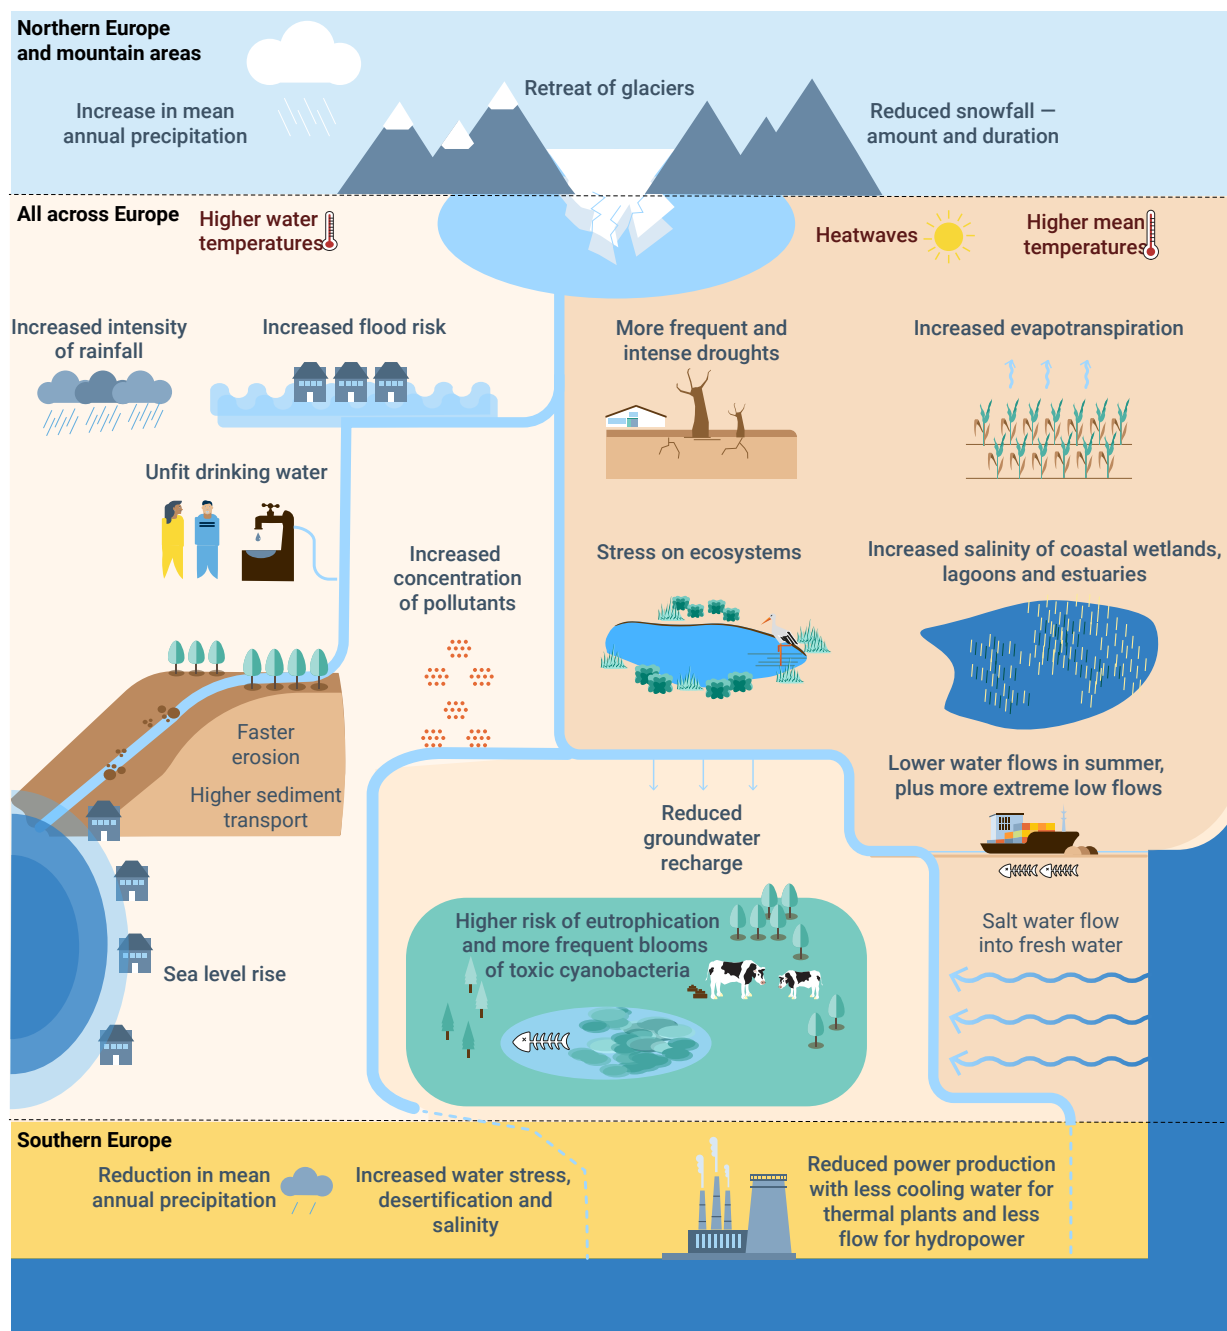 Northern Europe
and mountain areas
Increase in mean
annual precipitation
Retreat of glaciers
Reduced snowfall —
amount and duration
All across Europe
Higher water
temperatures
Heatwaves
Higher mean
temperatures
Increased intensity
of rainfall
Increased flood risk
More frequent and
intense droughts
Increased evapotranspiration
Unfit drinking water
Increased
concentration
of pollutants
Stress on ecosystems
Increased salinity of coastal wetlands,
lagoons and estuaries
Faster
erosion
Higher sediment
transport
Lower water flows in summer,
plus more extreme low flows
Reduced
groundwater
recharge
Higher risk of eutrophication
and more frequent blooms
of toxic cyanobacteria
Salt water flow
into fresh water
Sea level rise
Southern Europe
Reduction in mean
annual precipitation
Increased water stress,
desertification and
salinity
Reduced power production
with less cooling water for
thermal plants and less
flow for hydropower